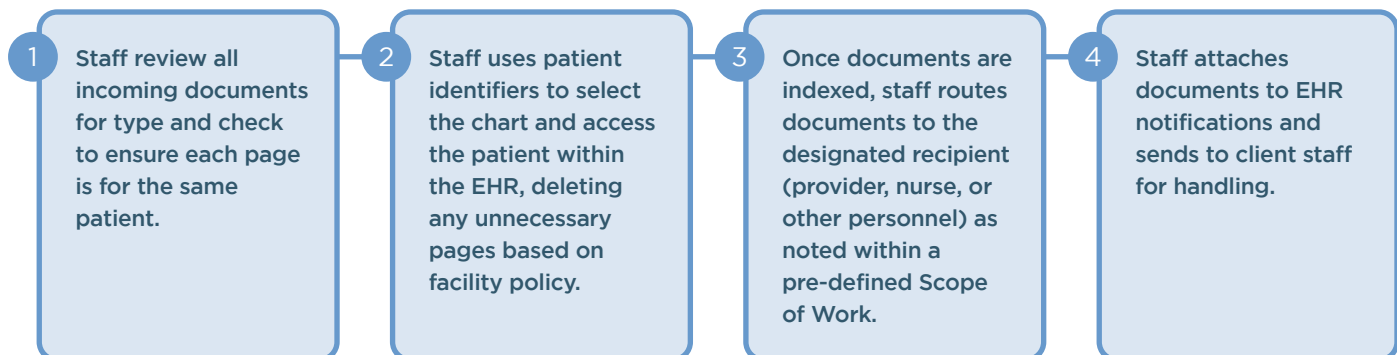 1
Staff review all
incoming documents
for type and check
to ensure each page
is for the same
patient.
2
Staff uses patient
identifiers to select
the chart and access
the patient within
the EHR, deleting
any unnecessary
pages based on
facility policy.
3
Once documents are
indexed, staff routes
documents to the
designated recipient
(provider, nurse, or
other personnel) as
noted within a
pre-defined Scope
of Work.
4
Staff attaches
documents to EHR
notifications and
sends to client staff
for handling.